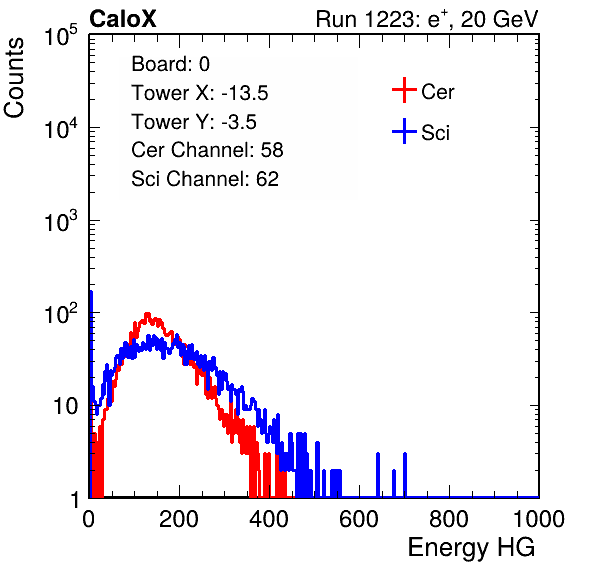 CaloX Run 1223: e⁺, 20 GeV
Counts
10⁵
10⁴
10³
10²
10
1
Board: 0
Tower X: -13.5
Tower Y: -3.5
Cer Channel: 58
Sci Channel: 62
Cer
Sci
0 200 400 600 800 1000
Energy HG